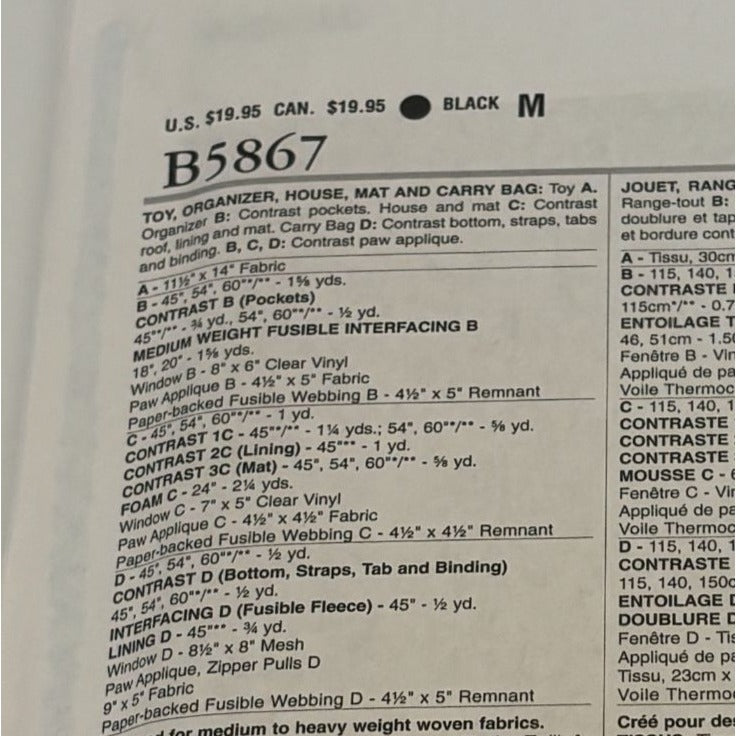 U.S. $19.95 CAN. $19.95 BLACK M
B5867
TOY, ORGANIZER, HOUSE, MAT AND CARRY BAG: Toy A.
Organizer B: Contrast pockets. House and mat C: Contrast
roof, lining and mat. Carry Bag D: Contrast bottom, straps, tabs
and binding. B, C, D: Contrast paw applique.
A - 11½" x 14" Fabric
B - 45", 54", 60"*/** - 1⅝ yds.
CONTRAST B (Pockets)
45"*/** - ¾ yd., 54", 60"*/** - ½ yd.
MEDIUM WEIGHT FUSIBLE INTERFACING B
18", 20" - 1⅝ yds.
Window B - 8" x 6" Clear Vinyl
Paw Applique B - 4½" x 5" Fabric
Paper-backed Fusible Webbing B - 4½" x 5" Remnant
C - 45", 54", 60"*/** - 1 yd.
CONTRAST 1C - 45"*/** - 1¼ yds.; 54", 60"*/** - ⅝ yd.
CONTRAST 2C (Lining) - 45"*** - 1 yd.
CONTRAST 3C (Mat) - 45", 54", 60"*/** - ⅝ yd.
FOAM C - 24" - 2¼ yds.
Window C - 7" x 5" Clear Vinyl
Paw Applique C - 4½" x 4½" Fabric
Paper-backed Fusible Webbing C - 4½" x 4½" Remnant
D - 45", 54", 60"*/** - ½ yd.
CONTRAST D (Bottom, Straps, Tab and Binding)
45", 54", 60"*/** - ½ yd.
INTERFACING D (Fusible Fleece) - 45" - ½ yd.
LINING D - 45"*** - ¾ yd.
Window D - 8½" x 8" Mesh
Paw Applique, Zipper Pulls D
9" x 5" Fabric
Paper-backed Fusible Webbing D - 4½" x 5" Remnant
for medium to heavy weight woven fabrics.
JOUET, RANG
Range-tout B:
doublure et tap
et bordure cont
A - Tissu, 30cm
B - 115, 140, 1
CONTRASTE
115cm*/** - 0.7
ENTOILAGE T
46, 51cm - 1.50
Fenêtre B - Vin
Appliqué de pa
Voile Thermoc
C - 115, 140, 1
CONTRASTE
CONTRASTE
CONTRASTE
MOUSSE C - 6
Fenêtre C - Vi
Appliqué de pa
Voile Thermoc
D - 115, 140, 1
CONTRASTE
115, 140, 150c
ENTOILAGE D
DOUBLURE D
Fenêtre D - Tis
Appliqué de pa
Tissu, 23cm x
Voile Thermo
Créé pour de